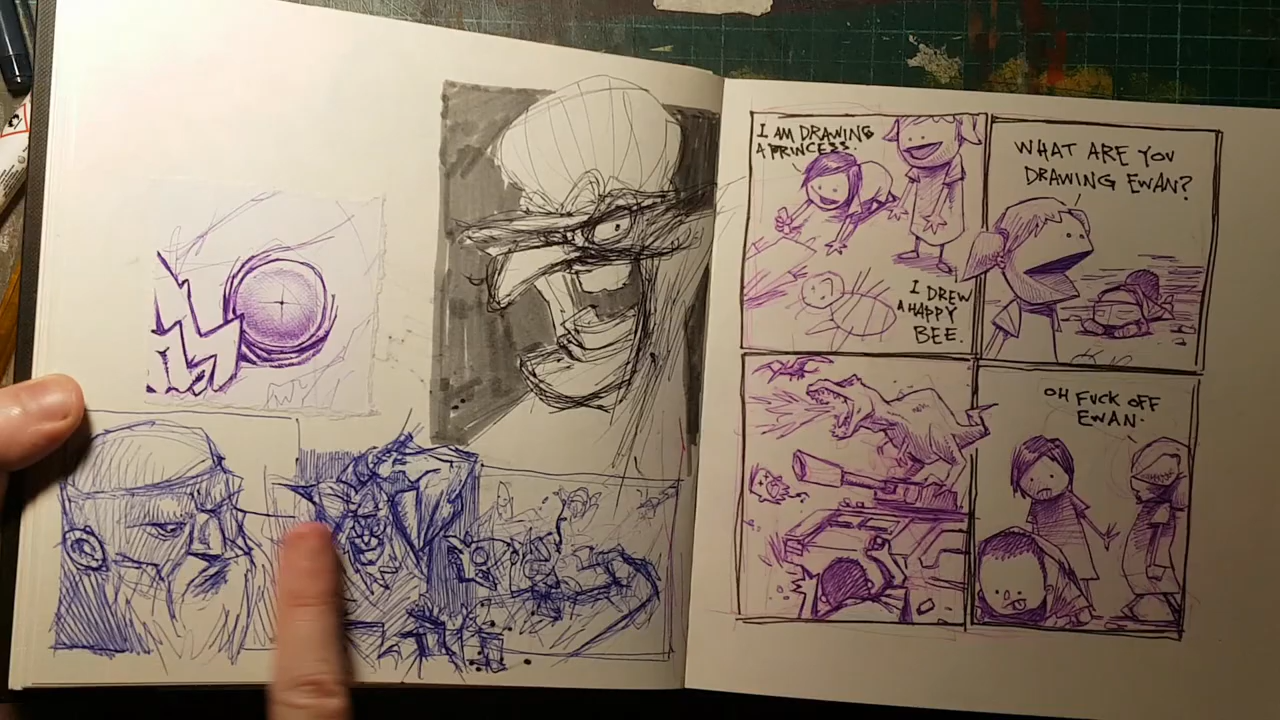 I AM DRAWING
A PRINCESS.
I DREW
A HAPPY
BEE.
WHAT ARE YOU
DRAWING EWAN?
OH FUCK OFF
EWAN.